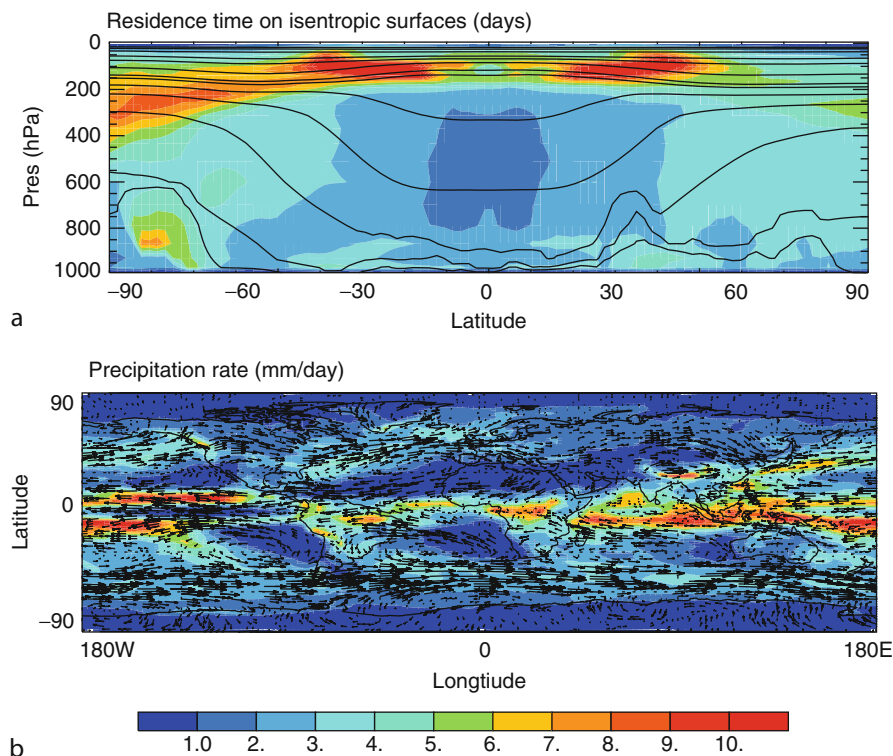 Residence time on isentropic surfaces (days)
0
200
400
600
800
1000
Pres (hPa)
–90 –60 –30 0 30 60 90
Latitude
a
Precipitation rate (mm/day)
90
0
–90
Latitude
180W 0 180E
Longtiude
1.0 2. 3. 4. 5. 6. 7. 8. 9. 10.
b